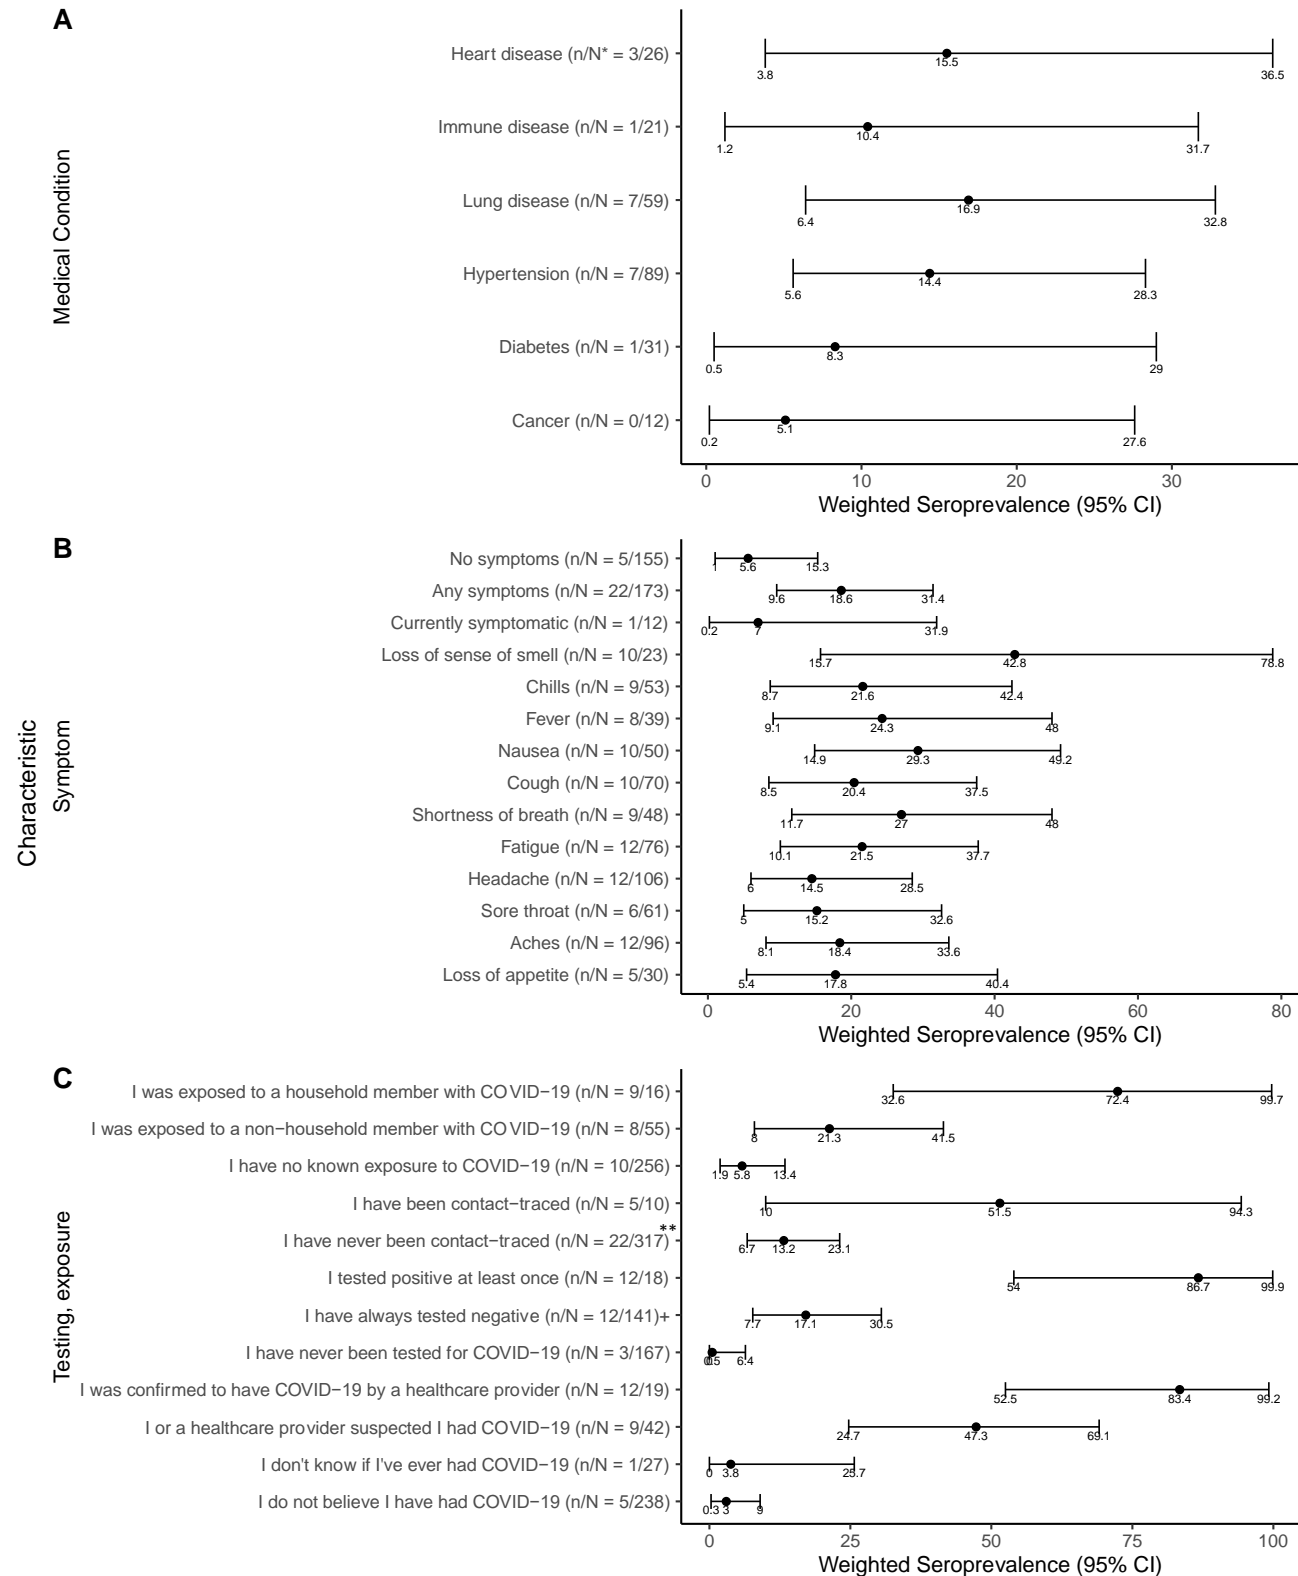 A
Medical Condition
Heart disease (n/N* = 3/26)
3.8 15.5 36.5
Immune disease (n/N = 1/21)
1.2 10.4 31.7
Lung disease (n/N = 7/59)
6.4 16.9 32.8
Hypertension (n/N = 7/89)
5.6 14.4 28.3
Diabetes (n/N = 1/31)
0.5 8.3 29
Cancer (n/N = 0/12)
0.2 5.1 27.6
0 10 20 30
Weighted Seroprevalence (95% CI)
B
Characteristic
Symptom
No symptoms (n/N = 5/155)
1 5.6 15.3
Any symptoms (n/N = 22/173)
9.6 18.6 31.4
Currently symptomatic (n/N = 1/12)
0.2 7 31.9
Loss of sense of smell (n/N = 10/23)
15.7 42.8 78.8
Chills (n/N = 9/53)
8.7 21.6 42.4
Fever (n/N = 8/39)
9.1 24.3 48
Nausea (n/N = 10/50)
14.9 29.3 49.2
Cough (n/N = 10/70)
8.5 20.4 37.5
Shortness of breath (n/N = 9/48)
11.7 27 48
Fatigue (n/N = 12/76)
10.1 21.5 37.7
Headache (n/N = 12/106)
6 14.5 28.5
Sore throat (n/N = 6/61)
5 15.2 32.6
Aches (n/N = 12/96)
8.1 18.4 33.6
Loss of appetite (n/N = 5/30)
5.4 17.8 40.4
0 20 40 60 80
Weighted Seroprevalence (95% CI)
C
Testing, exposure
I was exposed to a household member with COVID−19 (n/N = 9/16)
32.6 72.4 99.7
I was exposed to a non−household member with COVID−19 (n/N = 8/55)
8 21.3 41.5
I have no known exposure to COVID−19 (n/N = 10/256)
1.9 5.8 13.4
I have been contact−traced (n/N = 5/10)
10 51.5 94.3
I have never been contact−traced (n/N = 22/317)**
6.7 13.2 23.1
I tested positive at least once (n/N = 12/18)
54 86.7 99.9
I have always tested negative (n/N = 12/141)+
7.7 17.1 30.5
I have never been tested for COVID−19 (n/N = 3/167)
0 0.5 6.4
I was confirmed to have COVID−19 by a healthcare provider (n/N = 12/19)
52.5 83.4 99.2
I or a healthcare provider suspected I had COVID−19 (n/N = 9/42)
24.7 47.3 69.1
I don't know if I've ever had COVID−19 (n/N = 1/27)
0 3.8 25.7
I do not believe I have had COVID−19 (n/N = 5/238)
0.3 3 9
0 25 50 75 100
Weighted Seroprevalence (95% CI)